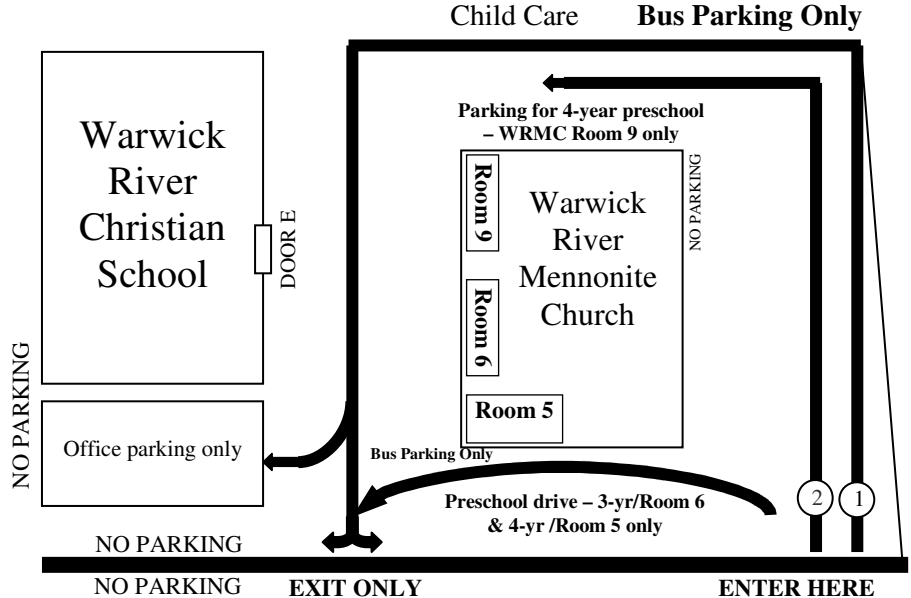 Child Care
Bus Parking Only
Parking for 4-year preschool
– WRMC Room 9 only
Warwick
River
Christian
School
DOOR E
Room 9
Room 6
Room 5
Warwick
River
Mennonite
Church
NO PARKING
NO PARKING
Office parking only
Bus Parking Only
Preschool drive – 3-yr/Room 6
& 4-yr /Room 5 only
2
1
NO PARKING
NO PARKING
EXIT ONLY
ENTER HERE